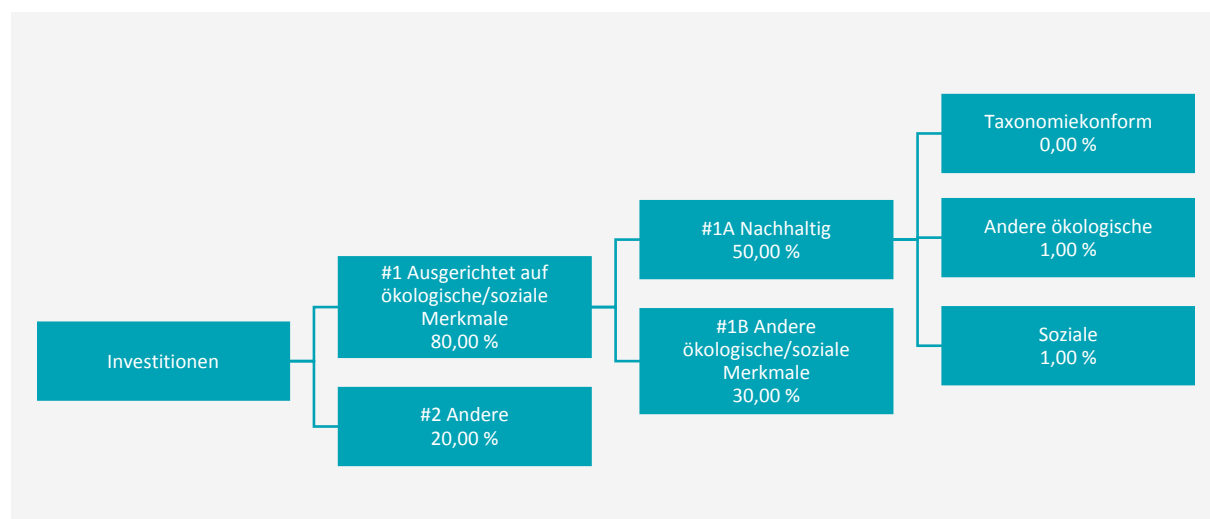 Investitionen
#1 Ausgerichtet auf
ökologische/soziale
Merkmale
80,00 %
#2 Andere
20,00 %
#1A Nachhaltig
50,00 %
#1B Andere
ökologische/soziale
Merkmale
30,00 %
Taxonomiekonform
0,00 %
Andere ökologische
1,00 %
Soziale
1,00 %